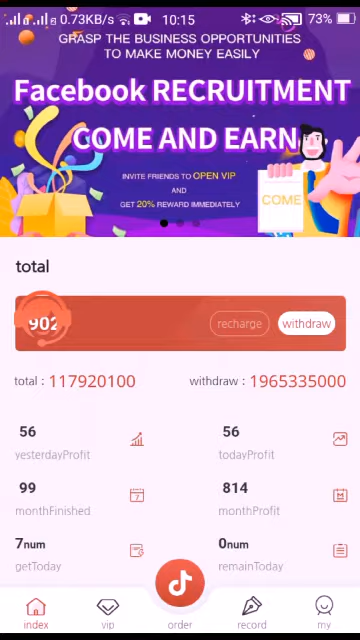 0.73KB/s 10:15 73%
GRASP THE BUSINESS OPPORTUNITIES
TO MAKE MONEY EASILY
Facebook RECRUITMENT
COME AND EARN
INVITE FRIENDS TO OPEN VIP
AND
GET 20% REWARD IMMEDIATELY
COME
total
902
recharge
withdraw
total : 117920100
withdraw : 1965335000
56
yesterdayProfit
56
todayProfit
99
monthFinished
7
814
monthProfit
7num
getToday
0num
remainToday
index
vip
order
record
my